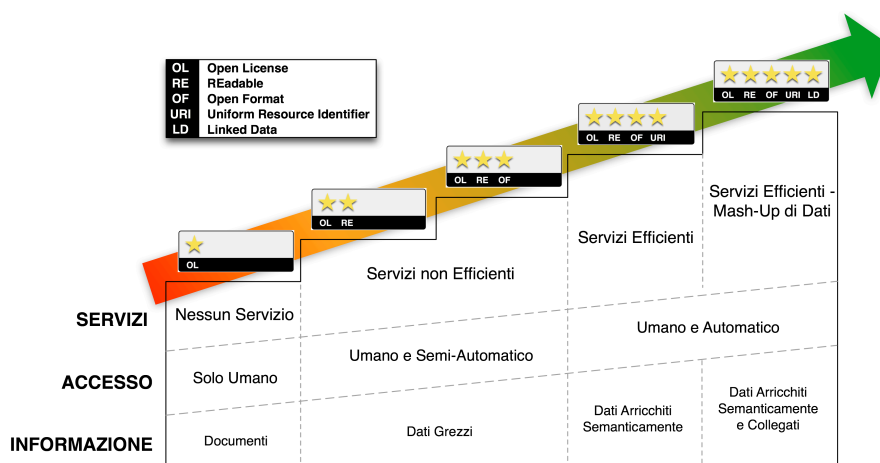 OL Open License
RE REadable
OF Open Format
URI Uniform Resource Identifier
LD Linked Data
OL RE OF URI LD
OL RE OF URI
OL RE OF
OL RE
OL
Servizi Efficienti -
Mash-Up di Dati
Servizi Efficienti
Servizi non Efficienti
SERVIZI
Nessun Servizio
Umano e Automatico
Umano e Semi-Automatico
ACCESSO
Solo Umano
INFORMAZIONE
Documenti
Dati Grezzi
Dati Arricchiti
Semanticamente
Dati Arricchiti
Semanticamente
e Collegati